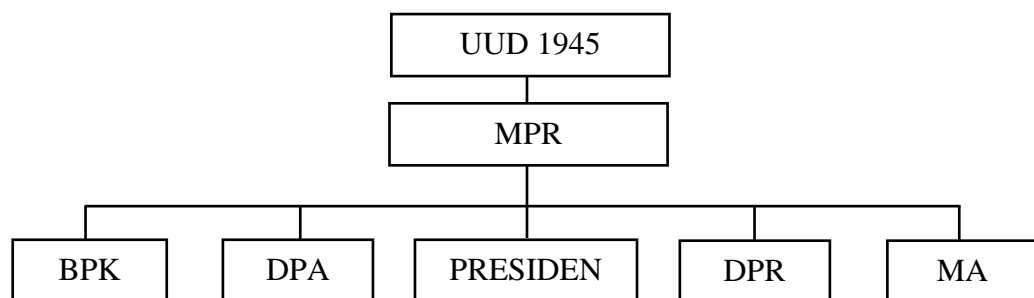 UUD 1945
MPR
BPK
DPA
PRESIDEN
DPR
MA